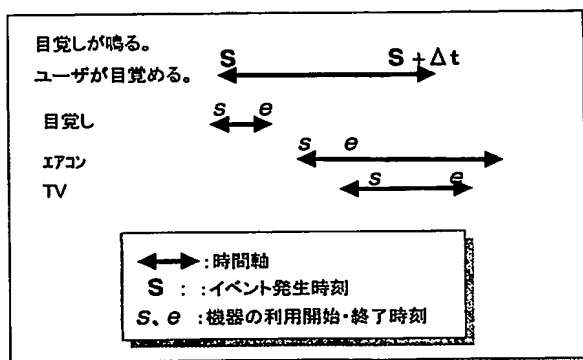 目覚しが鳴る。
ユーザが目覚める。
S S+Δt
目覚し
s e
エアコン
s e
TV
s e
:時間軸
S : :イベント発生時刻
s、e :機器の利用開始・終了時刻